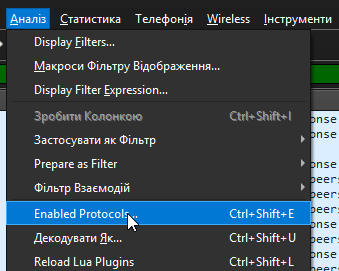 Аналіз Статистика Телефонія Wireless Інструменти
Display Filters...
Макроси Фільтру Відображення...
Display Filter Expression...
Зробити Колонкою Ctrl+Shift+I
Застосувати як Фільтр
Prepare as Filter
Фільтр Взаємодій
Enabled Protocols... Ctrl+Shift+E
Декодувати Як... Ctrl+Shift+U
Reload Lua Plugins Ctrl+Shift+L